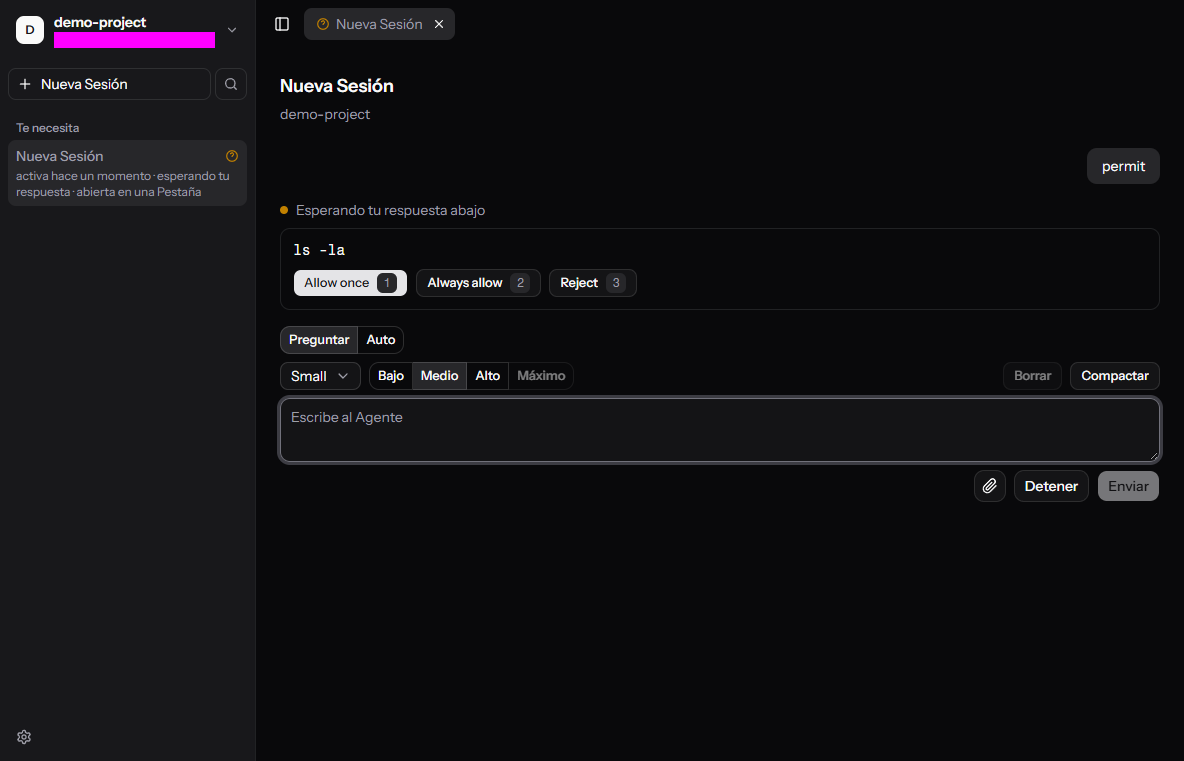 D
demo-project
Nueva Sesión
Te necesita
Nueva Sesión
activa hace un momento · esperando tu
respuesta · abierta en una Pestaña
Nueva Sesión
Nueva Sesión
demo-project
permit
Esperando tu respuesta abajo
ls -la
Allow once 1 Always allow 2 Reject 3
Preguntar Auto
Small Bajo Medio Alto Máximo Borrar Compactar
Escribe al Agente
Detener Enviar